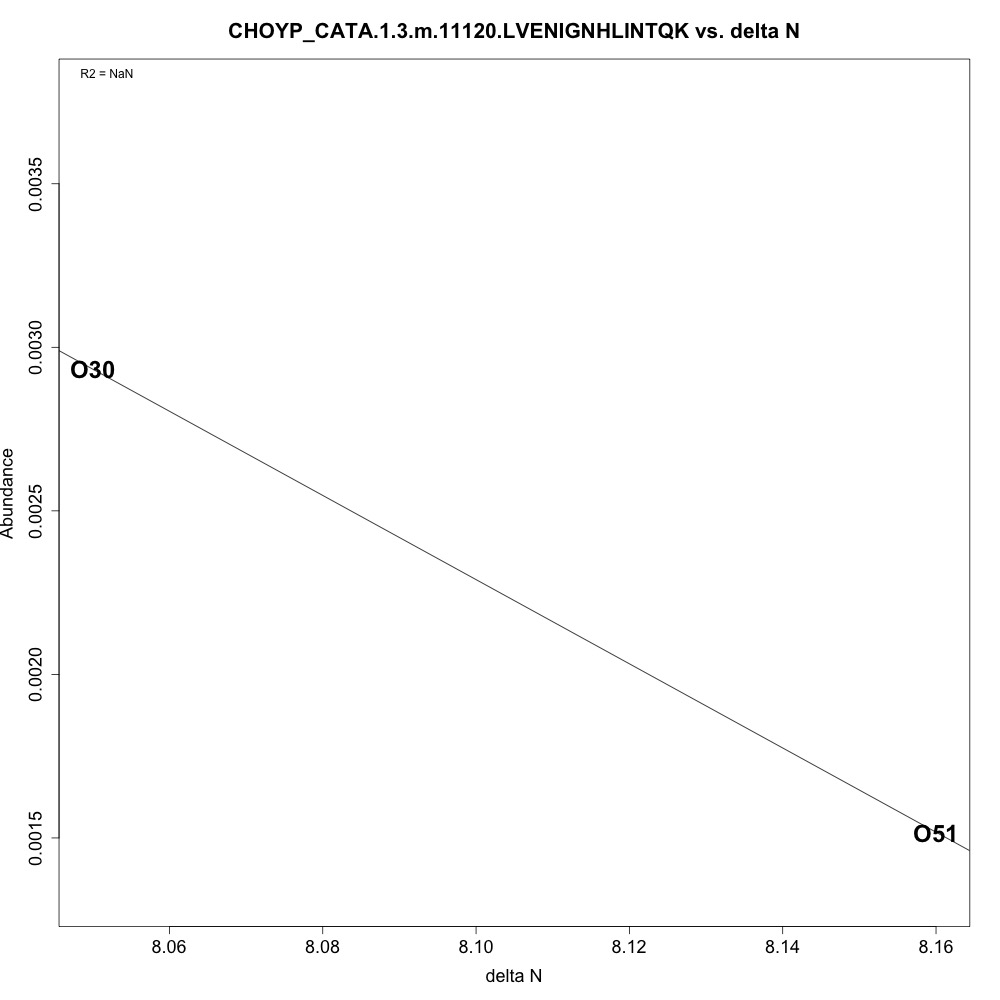 CHOYP_CATA.1.3.m.11120.LVENIGNHLINTQK vs. delta N
R2 = NaN
0.0035
0.0030
0.0025
0.0020
0.0015
Abundance
O30
O51
8.06 8.08 8.10 8.12 8.14 8.16
delta N